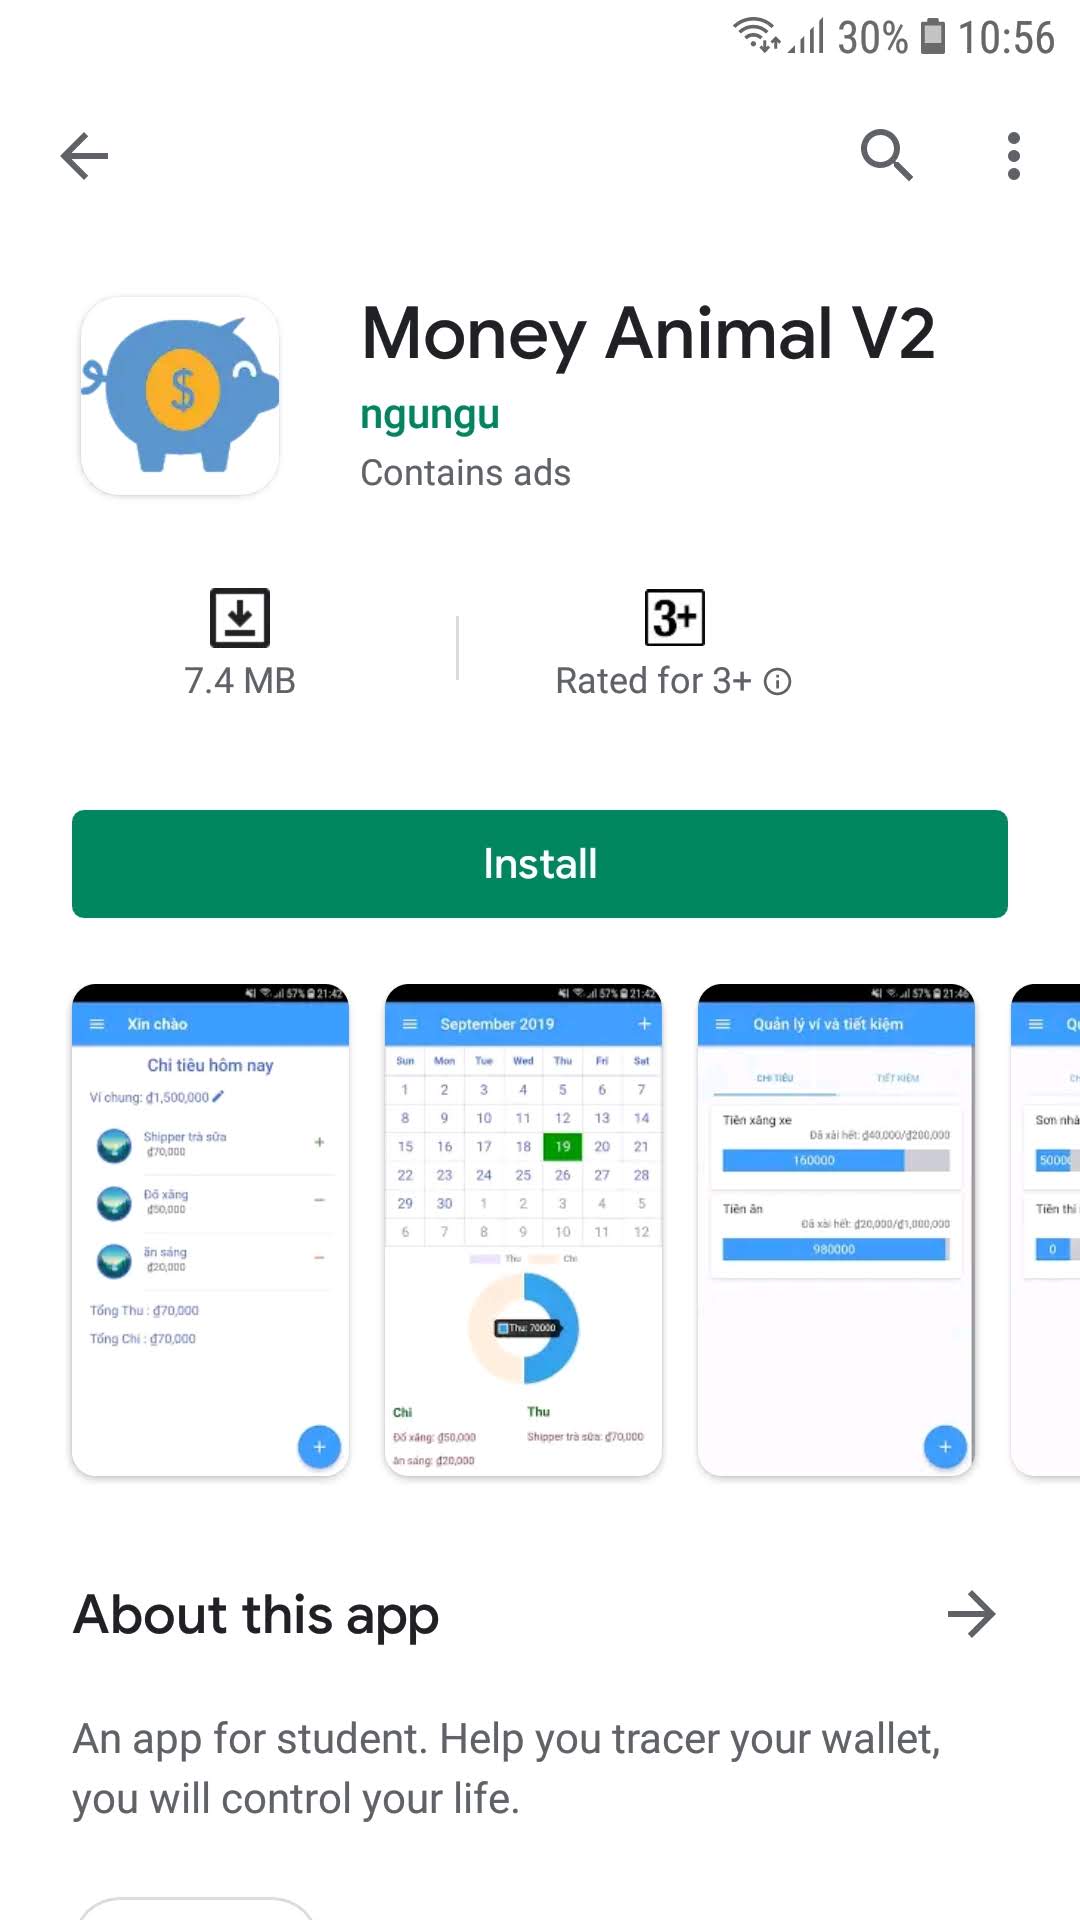 30% 10:56
Money Animal V2
ngungu
Contains ads
3+
7.4 MB
Rated for 3+
Install
57% 21:42
Xin chào
Chi tiêu hôm nay
Ví chung: ₫1,500,000
Shipper trà sữa
₫70,000
+
Đổ xăng
₫50,000
−
ăn sáng
₫20,000
−
Tổng Thu : ₫70,000
Tổng Chi : ₫70,000
+
57% 21:42
September 2019 +
Sun Mon Tue Wed Thu Fri Sat
1 2 3 4 5 6 7
8 9 10 11 12 13 14
15 16 17 18 19 20 21
22 23 24 25 26 27 28
29 30 1 2 3 4 5
6 7 8 9 10 11 12
Thu Chi
Thu: 70000
Chi Thu
Đổ xăng: ₫50,000 Shipper trà sữa: ₫70,000
ăn sáng: ₫20,000
57% 21:46
Quản lý ví và tiết kiệm
CHI TIÊU TIẾT KIỆM
Tiền xăng xe
Đã xài hết: ₫40,000/₫200,000
160000
Tiền ăn
Đã xài hết: ₫20,000/₫1,000,000
980000
+
Sơn nhà
Tiền thi
0
About this app
An app for student. Help you tracer your wallet,
you will control your life.